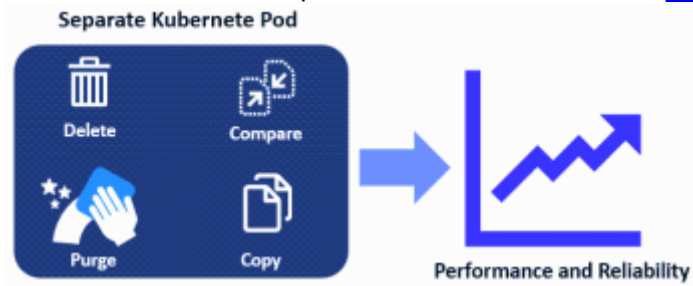 Separate Kubernete Pod
Delete
Compare
Purge
Copy
Performance and Reliability